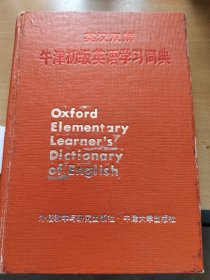 英汉双解
牛津初级英语学习词典
Oxford
Elementary
Learner's
Dictionary
of English
外语教学与研究出版社·牛津大学出版社